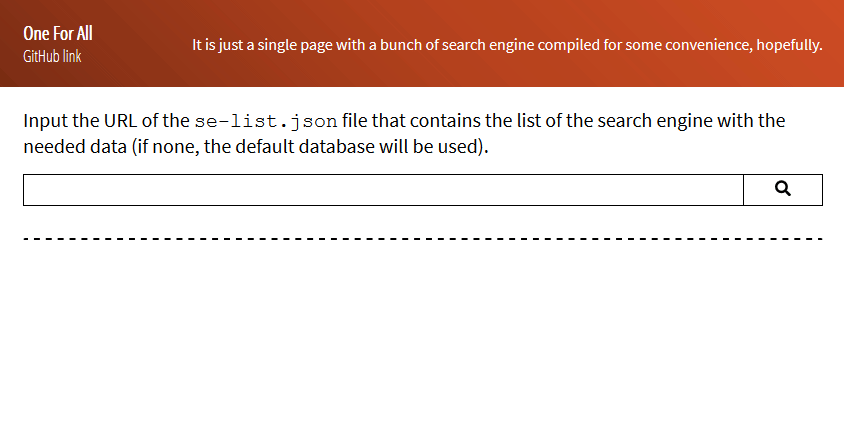 One For All
GitHub link
It is just a single page with a bunch of search engine compiled for some convenience, hopefully.
Input the URL of the se-list.json file that contains the list of the search engine with the
needed data (if none, the default database will be used).